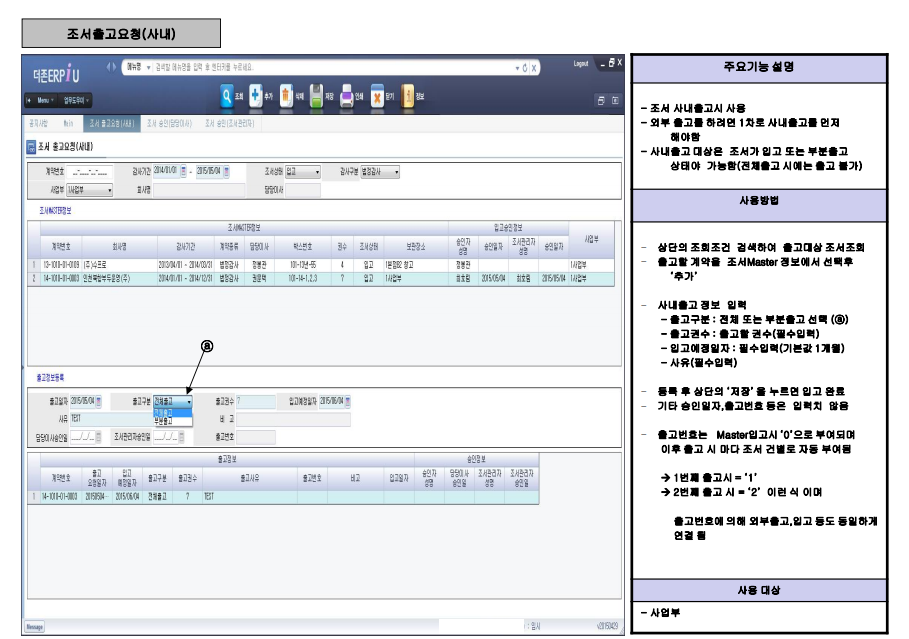 조서출고요청(사내)
더존ERPiU
메뉴명
검색할 메뉴명을 입력 후 엔터키를 누르세요.
Logout
Menu
업무도우미
조회
추가
삭제
저장
인쇄
닫기
정보
공지사항
Main
조서 출고요청(사내)
조서 승인(담당이사)
조서 승인(조서관리자)
조서 출고요청(사내)
계약번호
감사기간 2014/01/01 - 2015/05/04
조서상태 입고
감사구분 법정감사
사업부 1사업부
회사명
담당이사
조서MASTER정보
조서MASTER정보
입고승인정보
계약번호 회사명 감사기간 계약종류 담당이사 박스번호 권수 조서상태 보관장소 승인자성명 승인일자 조서관리자성명 승인일자 사업부
1 13-1010-01-0109 (주)수프로 2013/04/01 - 2014/03/31 법정감사 정봉관 101-13년-55 4 입고 1본점B2 창고 정봉관 1사업부
2 14-1010-01-0003 인천북항부두운영(주) 2014/01/01 - 2014/12/31 법정감사 권문택 101-14-1,2,3 7 입고 1사업부 최호림 2015/05/04 최호림 2015/05/04 1사업부
ⓐ
출고정보등록
출고일자 2015/05/04
출고구분 전체출고
출고권수 7
입고예정일자 2015/06/04
전체출고
부분출고
사유 TEST
비 고
담당이사승인일 __/__/__
조서관리자승인일 __/__/__
출고번호
출고정보
승인정보
계약번호 출고요청일자 입고예정일자 출고구분 출고권수 출고사유 출고번호 비고 입고일자 승인자성명 담당이사승인일 조서관리자성명 조서관리자승인일
1 14-1010-01-0003 20150504 2015/06/04 전체출고 7 TEST
Message
: 임시
v20150429
주요기능 설명
- 조서 사내출고시 사용
- 외부 출고를 하려면 1차로 사내출고를 먼저
해야함
- 사내출고 대상은 조서가 입고 또는 부분출고
상태야 가능함(전체출고 시에는 출고 불가)
사용방법
- 상단의 조회조건 검색하여 출고대상 조서조회
- 출고할 계약을 조서Master 정보에서 선택후
‘추가’
- 사내출고 정보 입력
- 출고구분 : 전체 또는 부분출고 선택 (ⓐ)
- 출고권수 : 출고할 권수(필수입력)
- 입고예정일자 : 필수입력(기본값 1개월)
- 사유(필수입력)
- 등록 후 상단의 ‘저장’ 을 누르면 입고 완료
- 기타 승인일자,출고번호 등은 입력치 않음
- 출고번호는 Master입고시 ‘0’으로 부여되며
이후 출고 시 마다 조서 건별로 자동 부여됨
→ 1번째 출고시 = ‘1’
→ 2번째 출고 시 = ‘2’ 이런 식 이며
출고번호에 의해 외부출고,입고 등도 동일하게
연결 됨
사용 대상
- 사업부